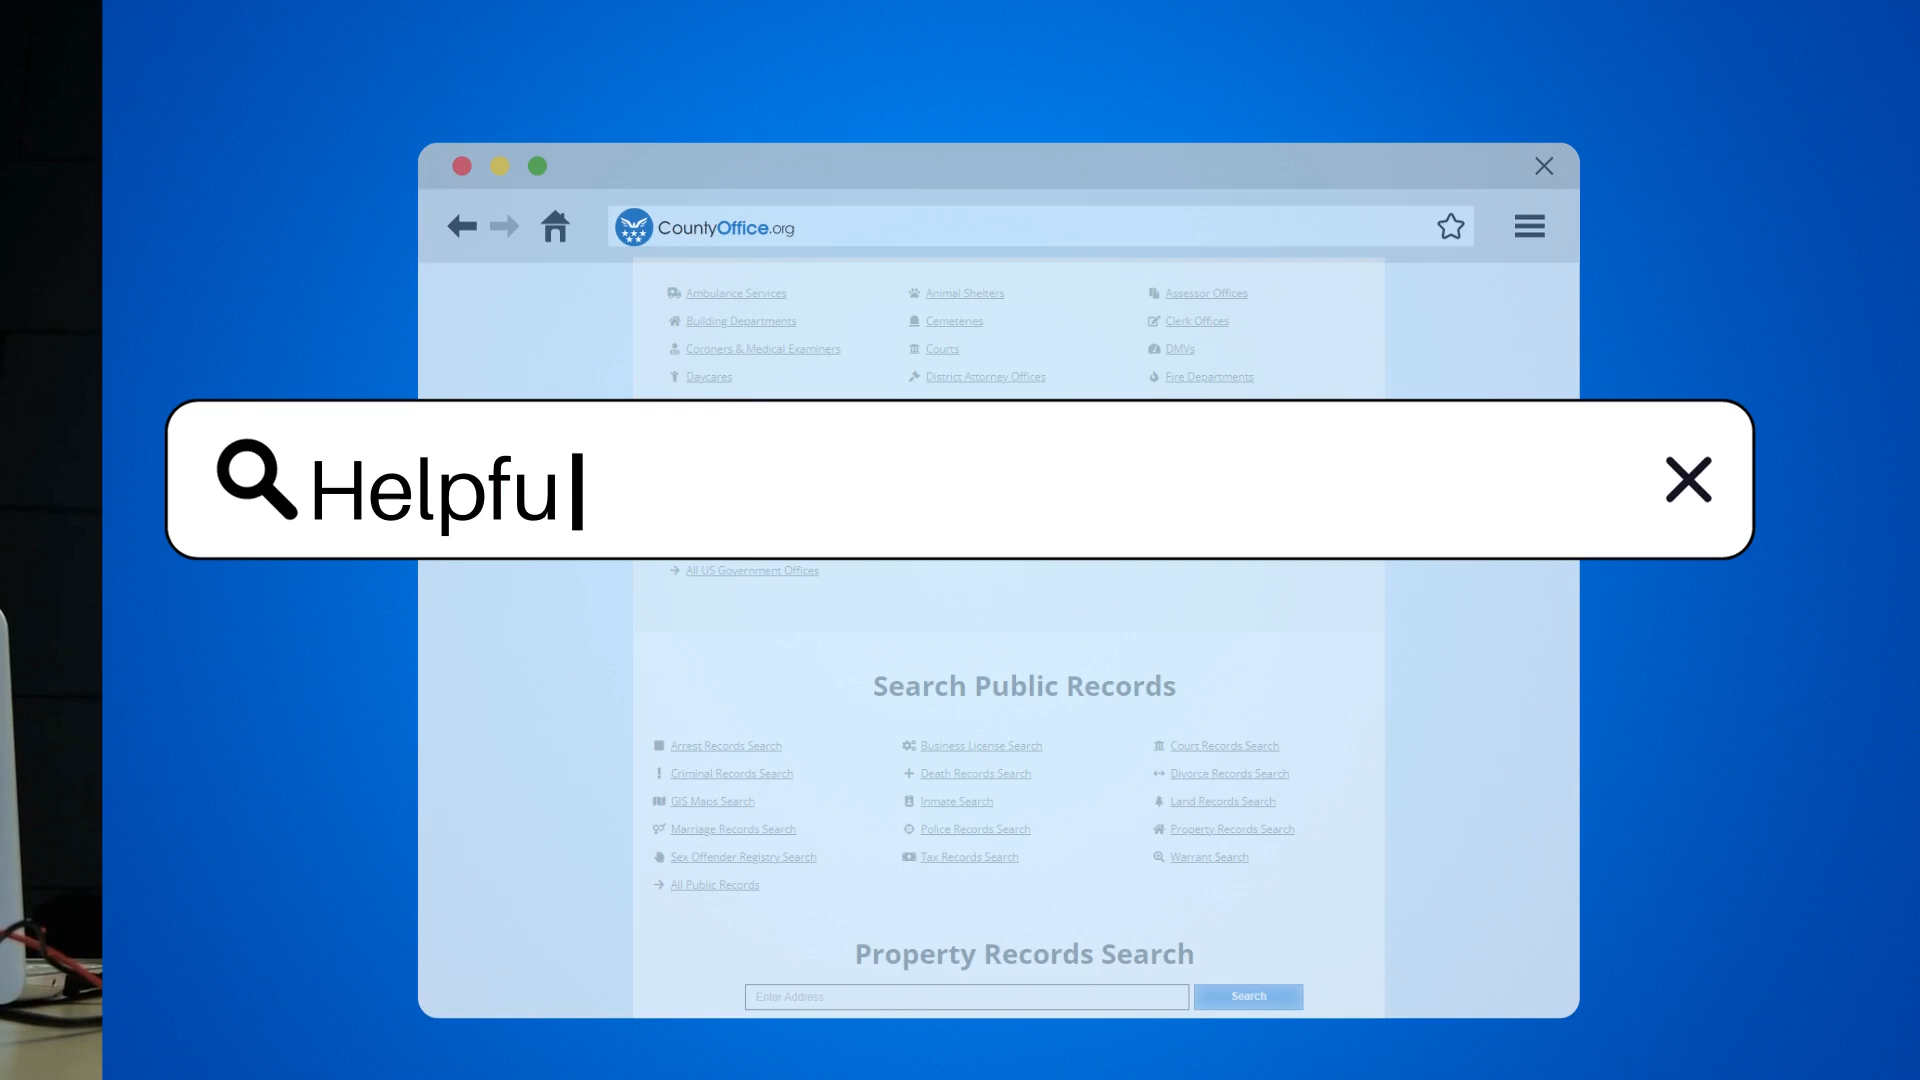 CountyOffice.org
Ambulance Services Animal Shelters Assessor Offices
Building Departments Cemeteries Clerk Offices
Coroners & Medical Examiners Courts DMVs
Daycares District Attorney Offices Fire Departments
Helpfu
All US Government Offices
Search Public Records
Arrest Records Search Business License Search Court Records Search
Criminal Records Search Death Records Search Divorce Records Search
GIS Maps Search Inmate Search Land Records Search
Marriage Records Search Police Records Search Property Records Search
Sex Offender Registry Search Tax Records Search Warrant Search
All Public Records
Property Records Search
Enter Address Search